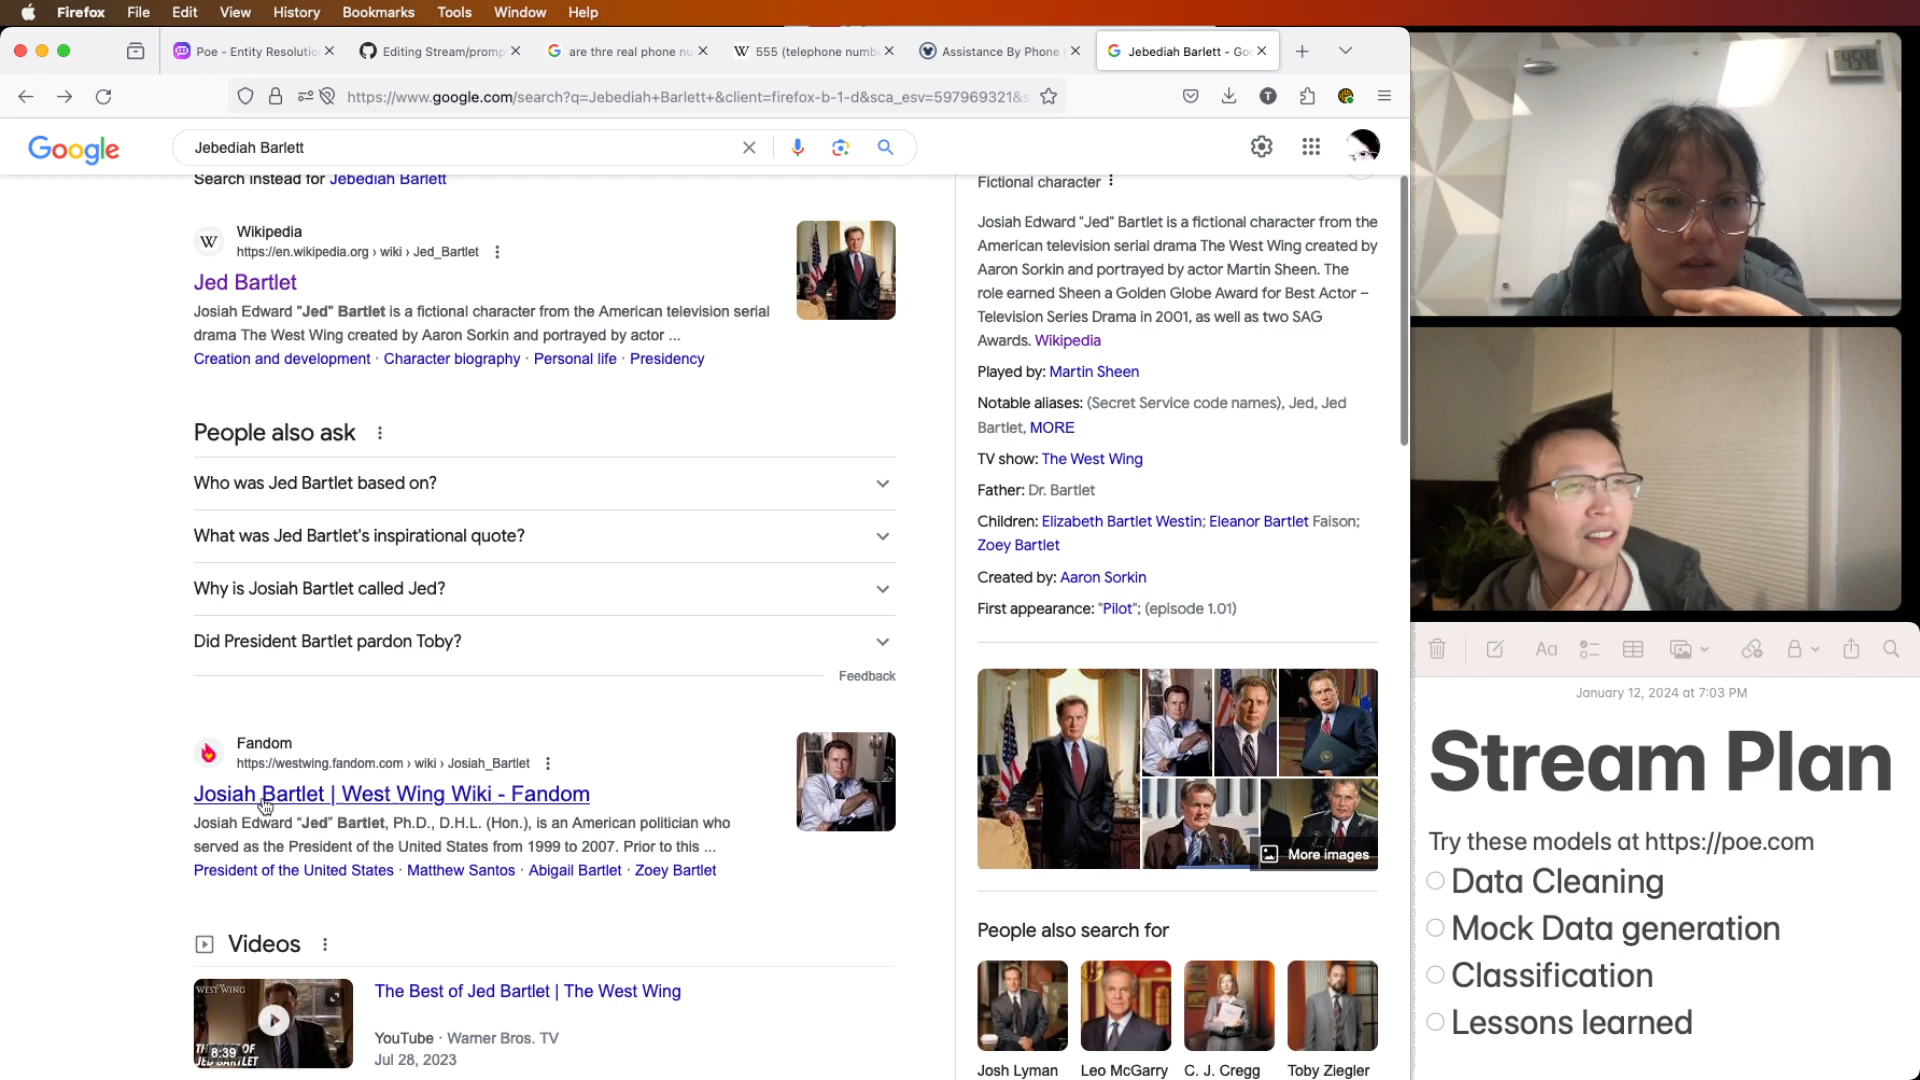 Firefox File Edit View History Bookmarks Tools Window Help
Poe - Entity Resolutio
Editing Stream/promp
are thre real phone nu
555 (telephone numb
Assistance By Phone
Jebediah Barlett - Go
https://www.google.com/search?q=Jebediah+Barlett+&client=firefox-b-1-d&sca_esv=597969321&s
T
Google
Jebediah Barlett
Search instead for Jebediah Barlett
W
Wikipedia
https://en.wikipedia.org › wiki › Jed_Bartlet
Jed Bartlet
Josiah Edward "Jed" Bartlet is a fictional character from the American television serial
drama The West Wing created by Aaron Sorkin and portrayed by actor ...
Creation and development · Character biography · Personal life · Presidency
People also ask
Who was Jed Bartlet based on?
What was Jed Bartlet's inspirational quote?
Why is Josiah Bartlet called Jed?
Did President Bartlet pardon Toby?
Feedback
Fandom
https://westwing.fandom.com › wiki › Josiah_Bartlet
Josiah Bartlet | West Wing Wiki - Fandom
Josiah Edward "Jed" Bartlet, Ph.D., D.H.L. (Hon.), is an American politician who
served as the President of the United States from 1999 to 2007. Prior to this ...
President of the United States · Matthew Santos · Abigail Bartlet · Zoey Bartlet
Videos
WEST WING
THE BEST OF
JED BARTLET
8:39
The Best of Jed Bartlet | The West Wing
YouTube · Warner Bros. TV
Jul 28, 2023
Fictional character
Josiah Edward "Jed" Bartlet is a fictional character from the
American television serial drama The West Wing created by
Aaron Sorkin and portrayed by actor Martin Sheen. The
role earned Sheen a Golden Globe Award for Best Actor –
Television Series Drama in 2001, as well as two SAG
Awards. Wikipedia
Played by: Martin Sheen
Notable aliases: (Secret Service code names), Jed, Jed
Bartlet, MORE
TV show: The West Wing
Father: Dr. Bartlet
Children: Elizabeth Bartlet Westin; Eleanor Bartlet Faison;
Zoey Bartlet
Created by: Aaron Sorkin
First appearance: "Pilot"; (episode 1.01)
More images
People also search for
Josh Lyman Leo McGarry C. J. Cregg Toby Ziegler
454
Aa
January 12, 2024 at 7:03 PM
Stream Plan
Try these models at https://poe.com
Data Cleaning
Mock Data generation
Classification
Lessons learned